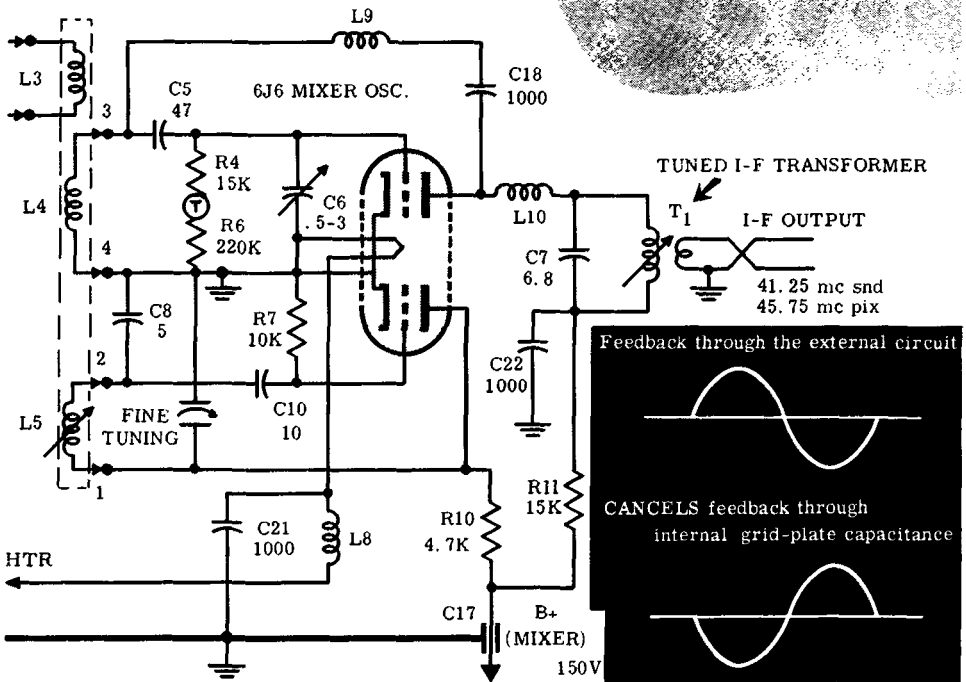 L9
L3
C18
1000
6J6 MIXER OSC.
C5
47
3
R4
15K
T
R6
220K
C6
.5-3
L4
4
TUNED I-F TRANSFORMER
T1
I-F OUTPUT
41.25 mc snd
45.75 mc pix
L10
C7
6.8
C8
5
R7
10K
C22
1000
2
C10
10
L5
FINE
TUNING
1
Feedback through the external circuit
CANCELS feedback through
internal grid-plate capacitance
R11
15K
R10
4.7K
C21
1000
L8
HTR
C17
B+
(MIXER)
150V